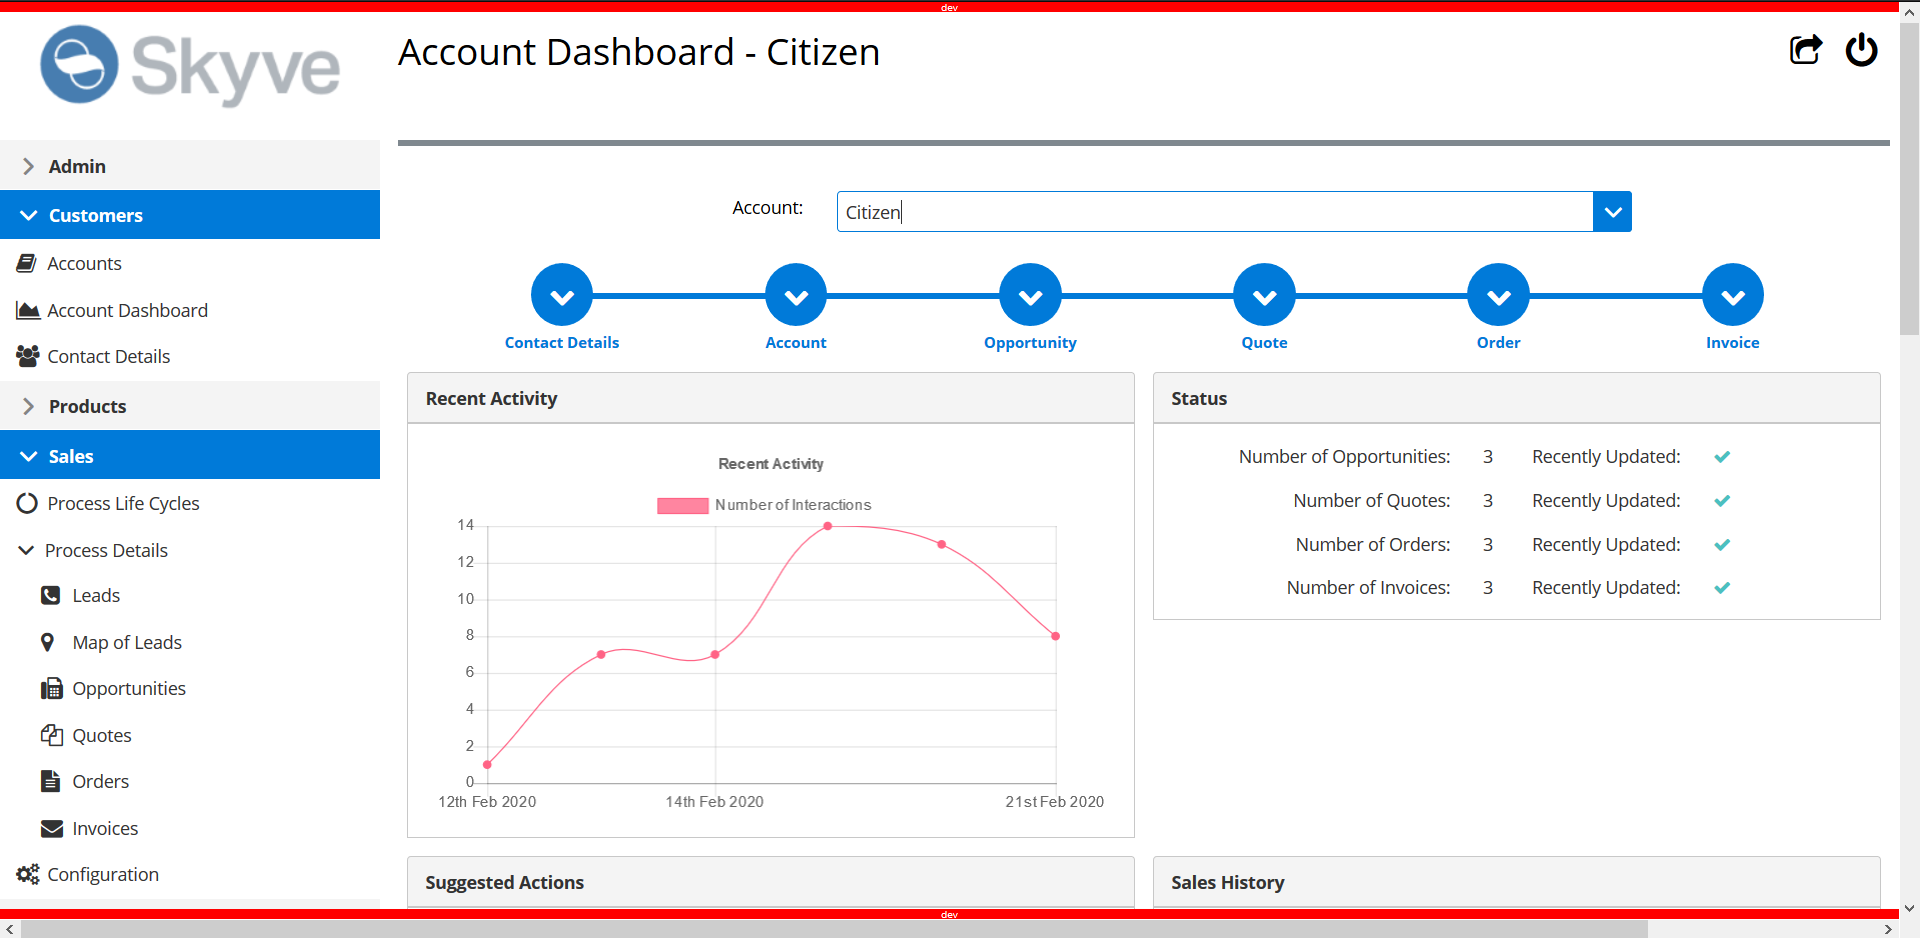 dev
Skyve
Account Dashboard - Citizen
Admin
Customers
Accounts
Account Dashboard
Contact Details
Products
Sales
Process Life Cycles
Process Details
Leads
Map of Leads
Opportunities
Quotes
Orders
Invoices
Configuration
Account:
Citizen
Contact Details
Account
Opportunity
Quote
Order
Invoice
Recent Activity
Recent Activity
Number of Interactions
14
12
10
8
6
4
2
0
12th Feb 2020
14th Feb 2020
21st Feb 2020
Status
Number of Opportunities: 3 Recently Updated:
Number of Quotes: 3 Recently Updated:
Number of Orders: 3 Recently Updated:
Number of Invoices: 3 Recently Updated:
Suggested Actions
Sales History
dev